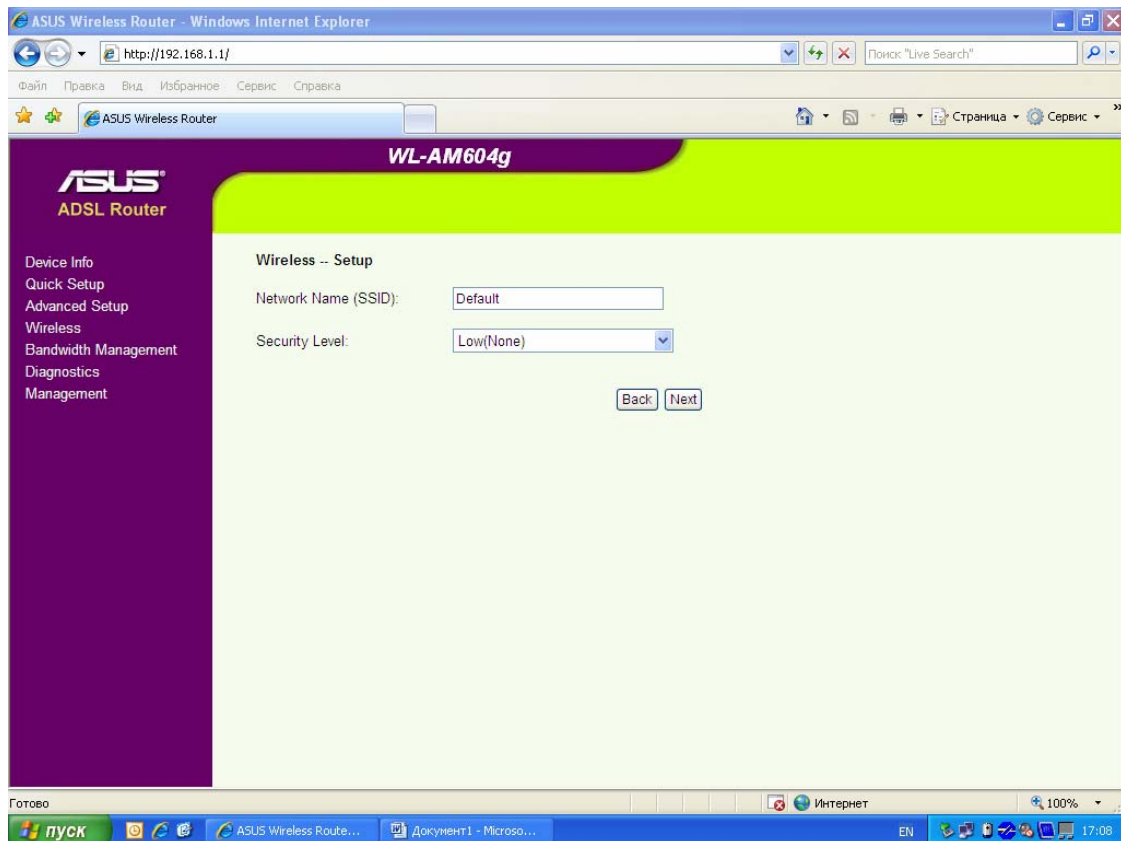 ASUS Wireless Router - Windows Internet Explorer
http://192.168.1.1/
Поиск "Live Search"
Файл Правка Вид Избранное Сервис Справка
ASUS Wireless Router
Страница Сервис »
WL-AM604g
ASUS
ADSL Router
Device Info
Quick Setup
Advanced Setup
Wireless
Bandwidth Management
Diagnostics
Management
Wireless -- Setup
Network Name (SSID): Default
Security Level: Low(None)
Back Next
Готово Интернет 100%
пуск ASUS Wireless Route... Документ1 - Microso... EN 17:08